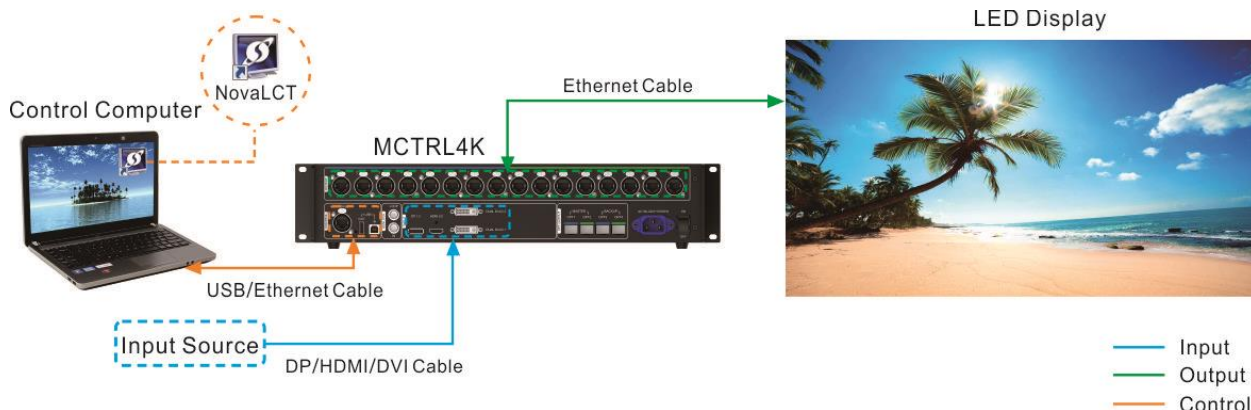 LED Display
NovaLCT
Control Computer
Ethernet Cable
MCTRL4K
USB/Ethernet Cable
Input Source
DP/HDMI/DVI Cable
Input
Output
Control